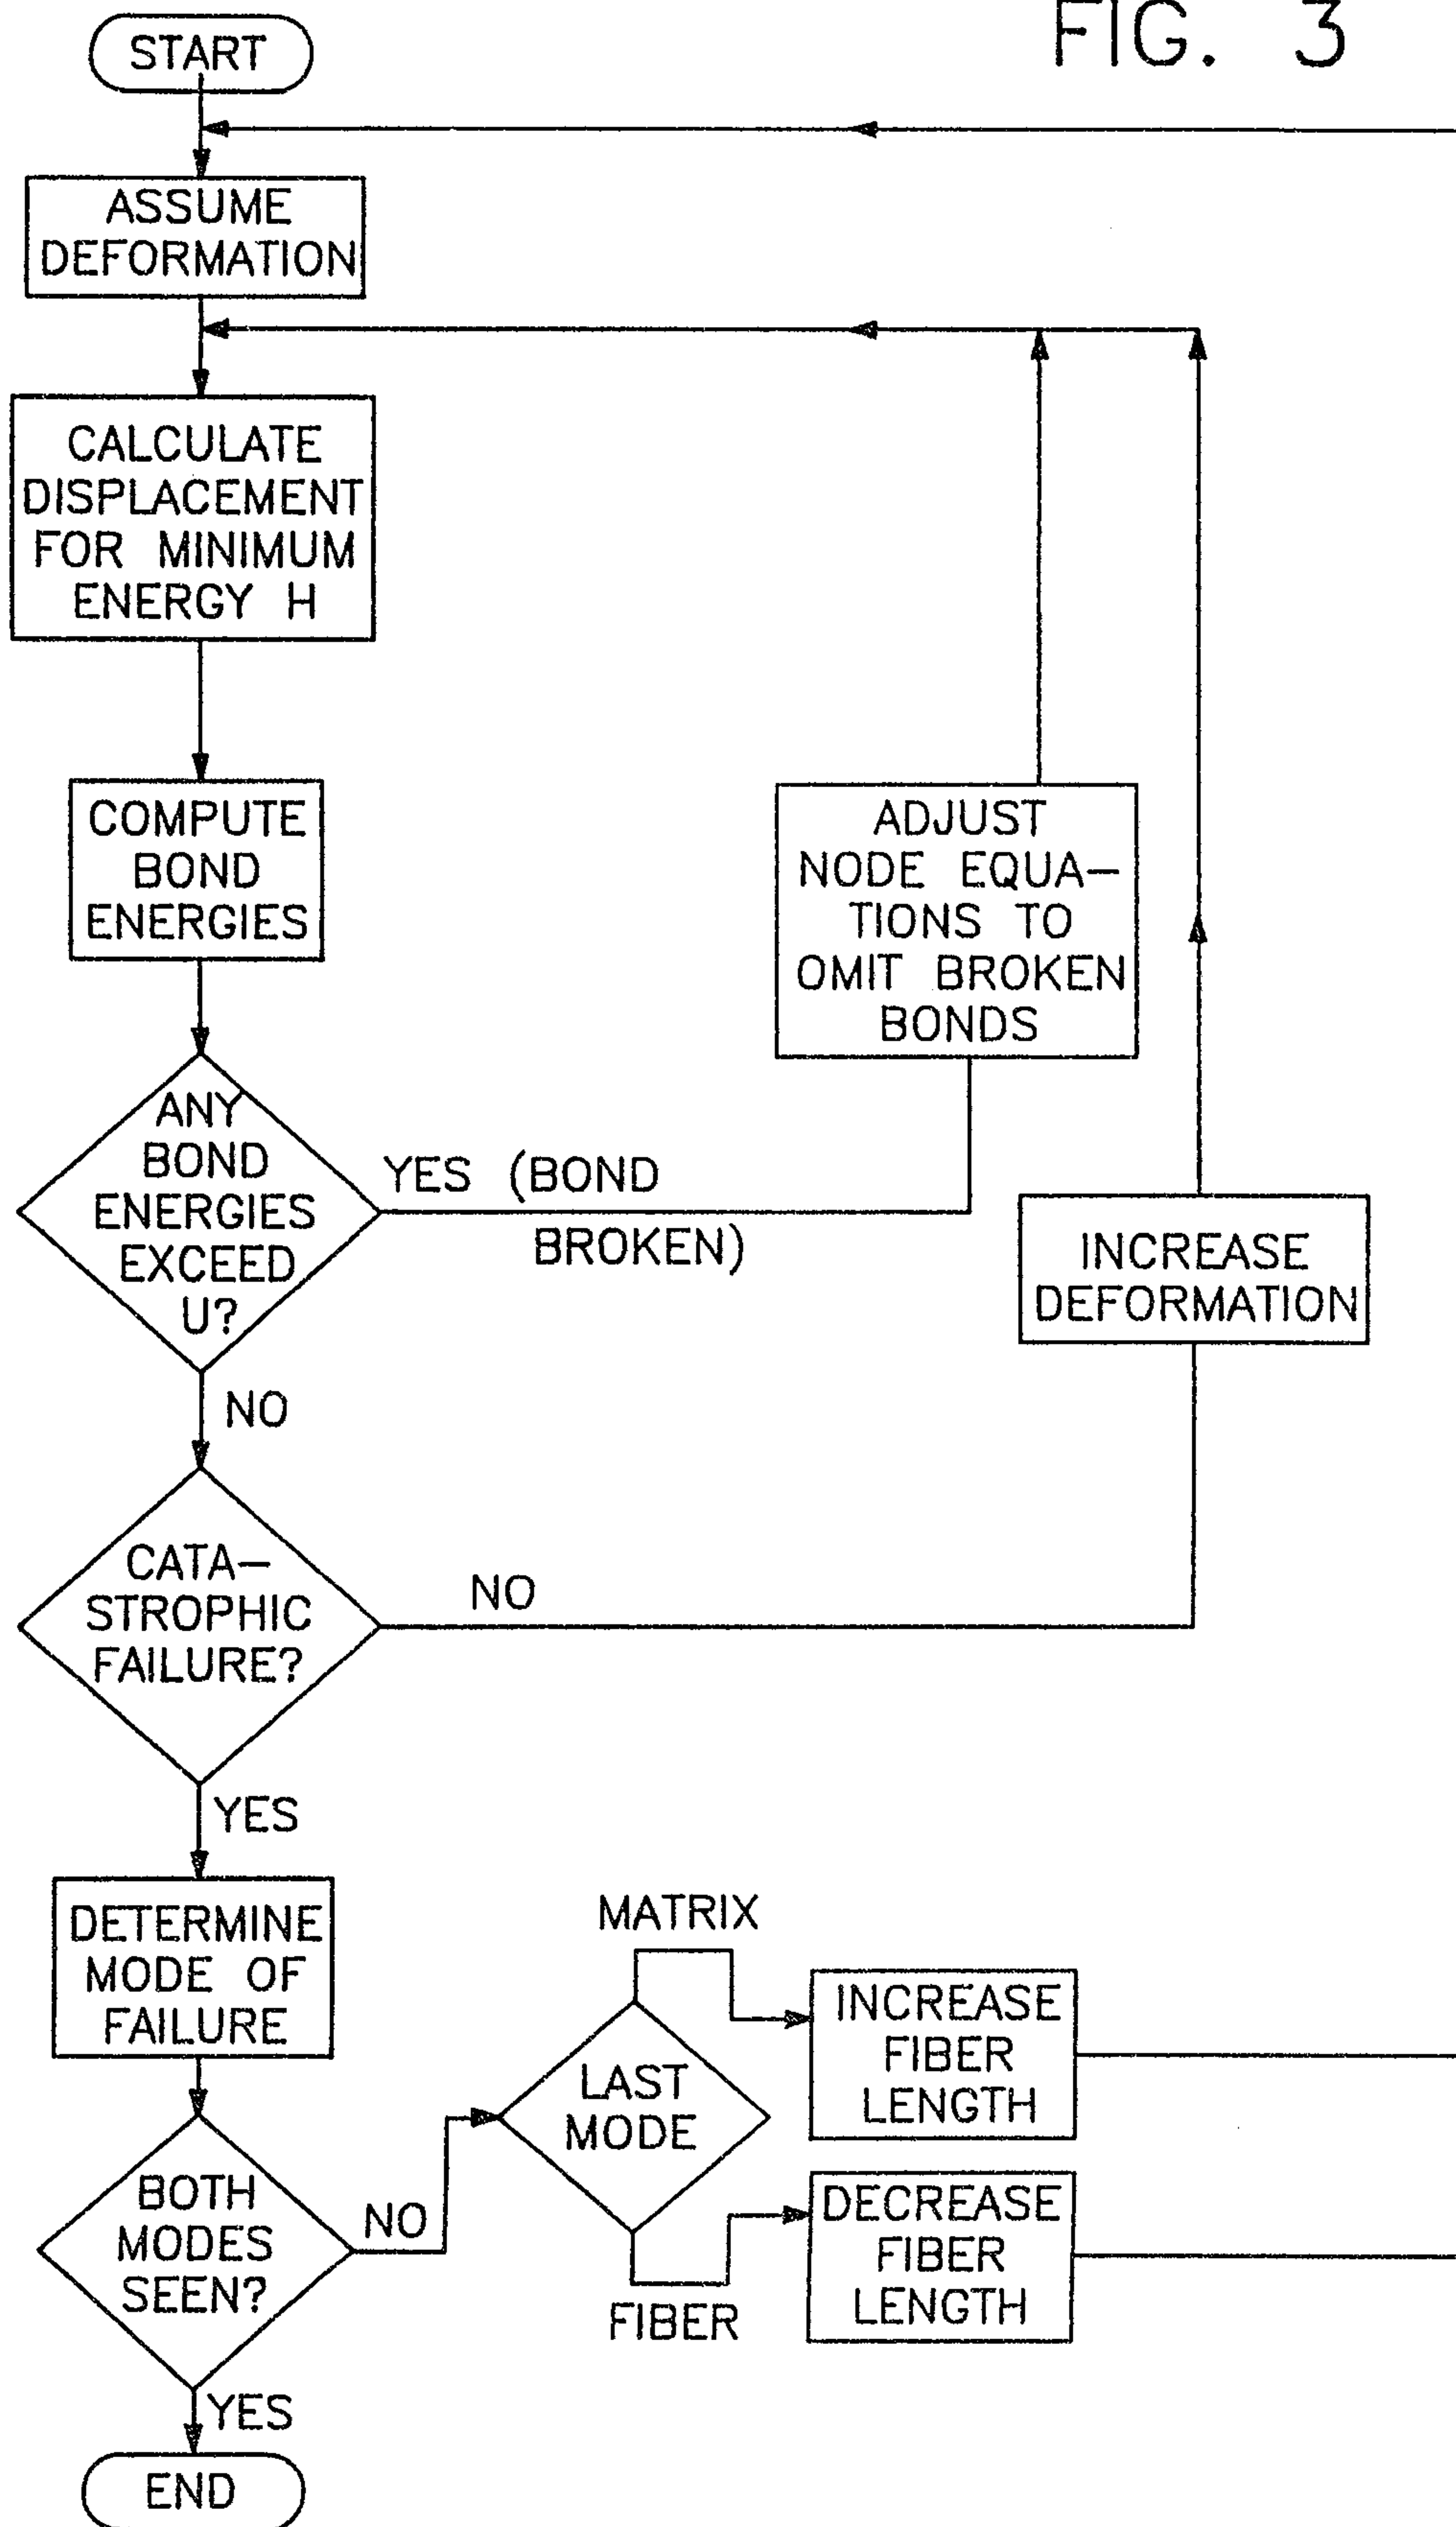 FIG. 3
START
ASSUME
DEFORMATION
CALCULATE
DISPLACEMENT
FOR MINIMUM
ENERGY H
COMPUTE
BOND
ENERGIES
ADJUST
NODE EQUA-
TIONS TO
OMIT BROKEN
BONDS
ANY
BOND
ENERGIES
EXCEED
U?
YES (BOND
BROKEN)
INCREASE
DEFORMATION
NO
CATA-
STROPHIC
FAILURE?
NO
YES
DETERMINE
MODE OF
FAILURE
MATRIX
LAST
MODE
INCREASE
FIBER
LENGTH
BOTH
MODES
SEEN?
NO
FIBER
DECREASE
FIBER
LENGTH
YES
END